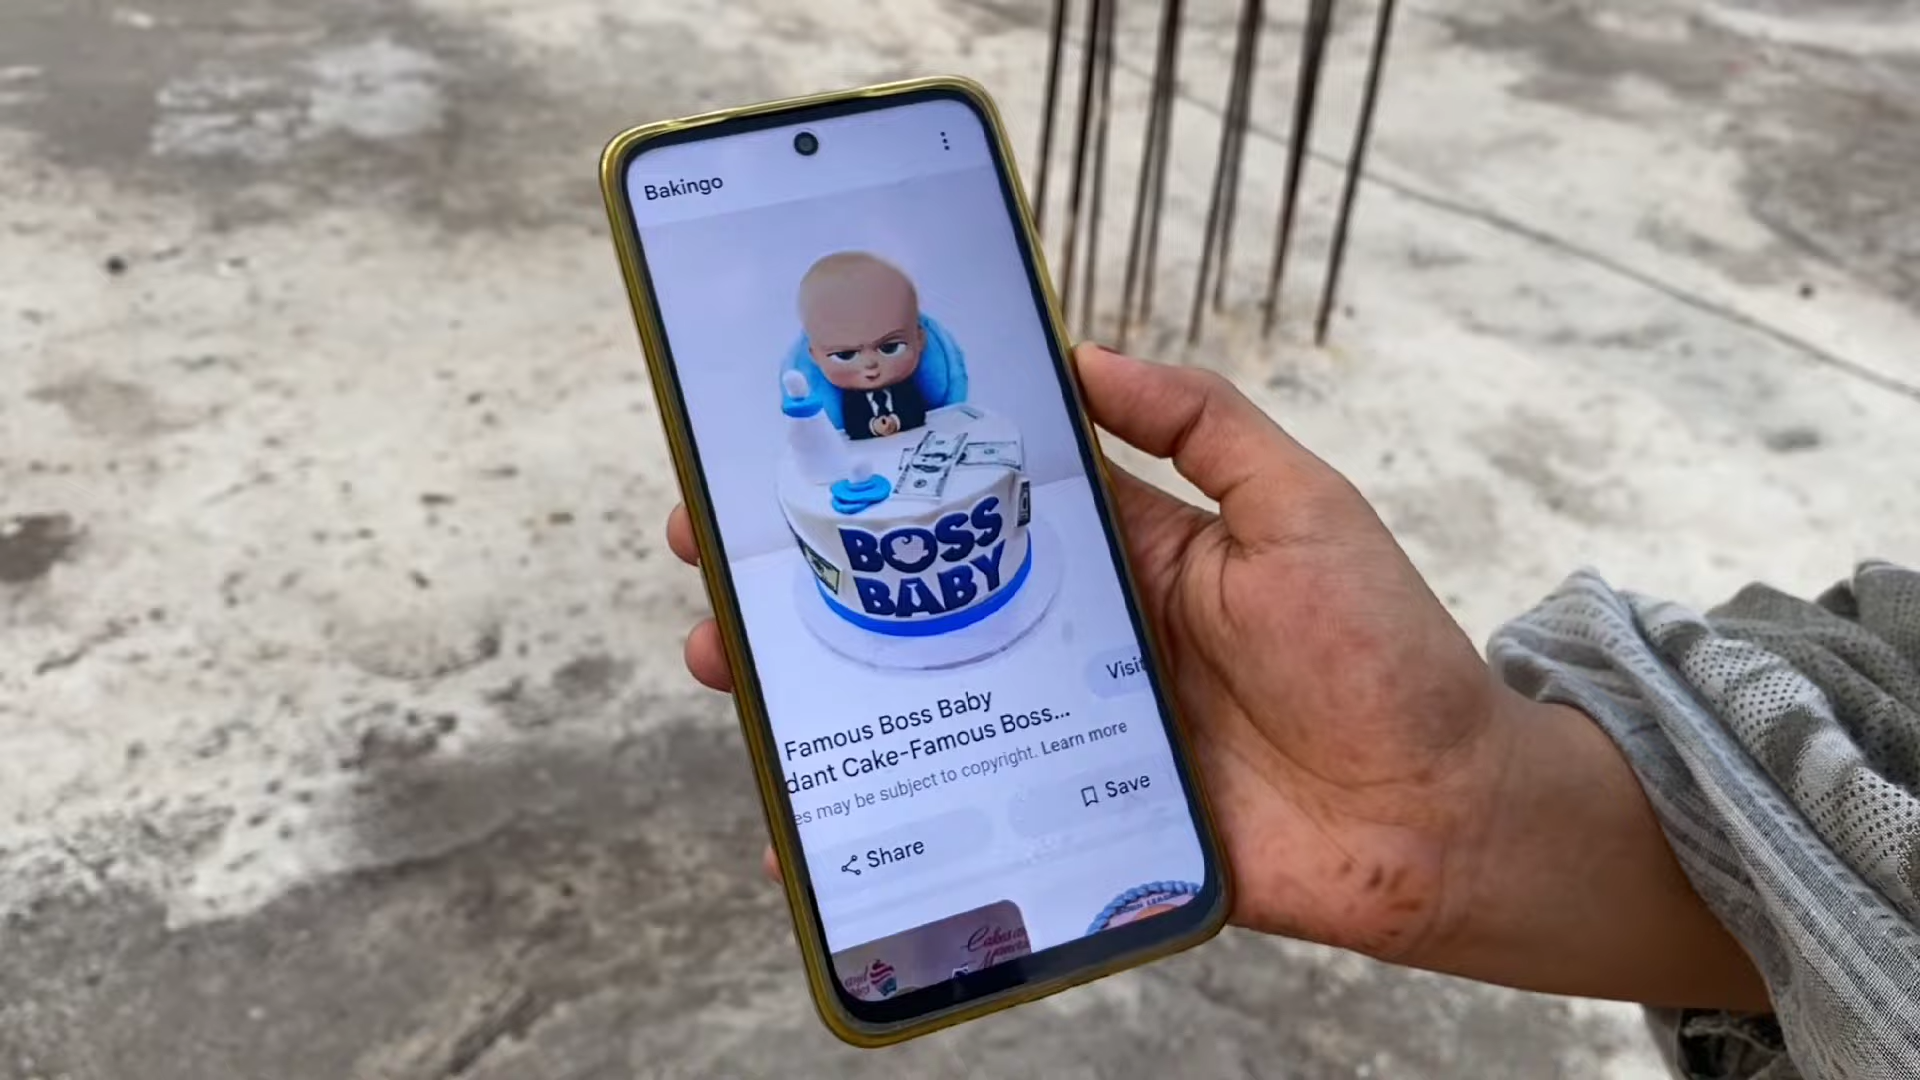 Bakingo
BOSS
BABY
Visit
Famous Boss Baby
dant Cake-Famous Boss...
es may be subject to copyright. Learn more
Share
Save